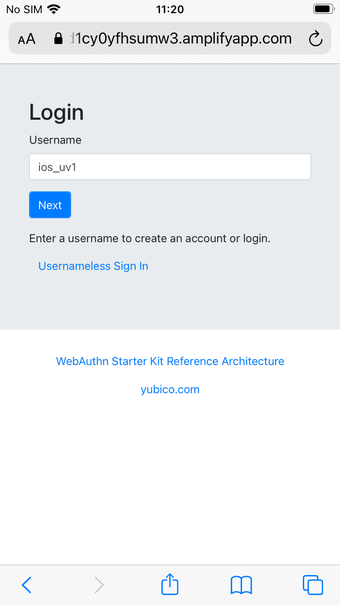 No SIM 11:20
AA 1cy0yfhsumw3.amplifyapp.com
Login
Username
ios_uv1
Next
Enter a username to create an account or login.
Usernameless Sign In
WebAuthn Starter Kit Reference Architecture
yubico.com